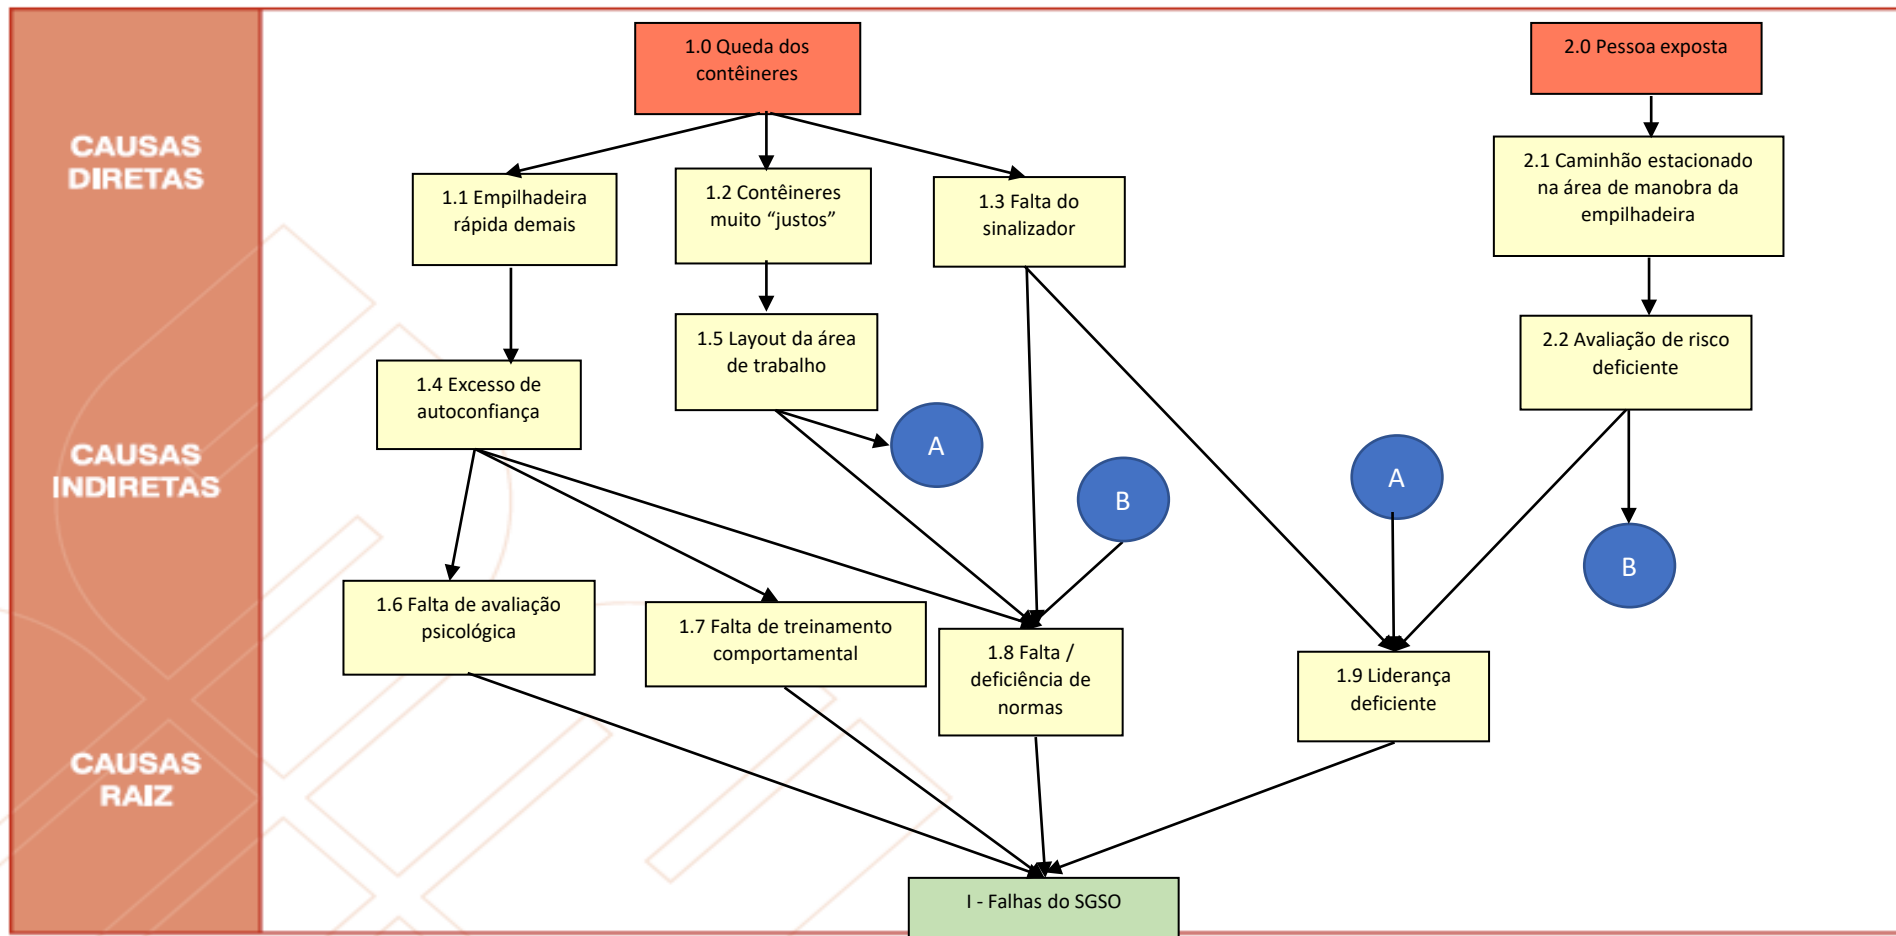 1.0 Queda dos
contêineres
2.0 Pessoa exposta
CAUSAS
DIRETAS
1.1 Empilhadeira
rápida demais
1.2 Contêineres
muito “justos”
1.3 Falta do
sinalizador
2.1 Caminhão estacionado
na área de manobra da
empilhadeira
1.5 Layout da área
de trabalho
2.2 Avaliação de risco
deficiente
1.4 Excesso de
autoconfiança
CAUSAS
INDIRETAS
A
B
A
B
1.6 Falta de avaliação
psicológica
1.7 Falta de treinamento
comportamental
1.8 Falta /
deficiência de
normas
1.9 Liderança
deficiente
CAUSAS
RAIZ
I - Falhas do SGSO